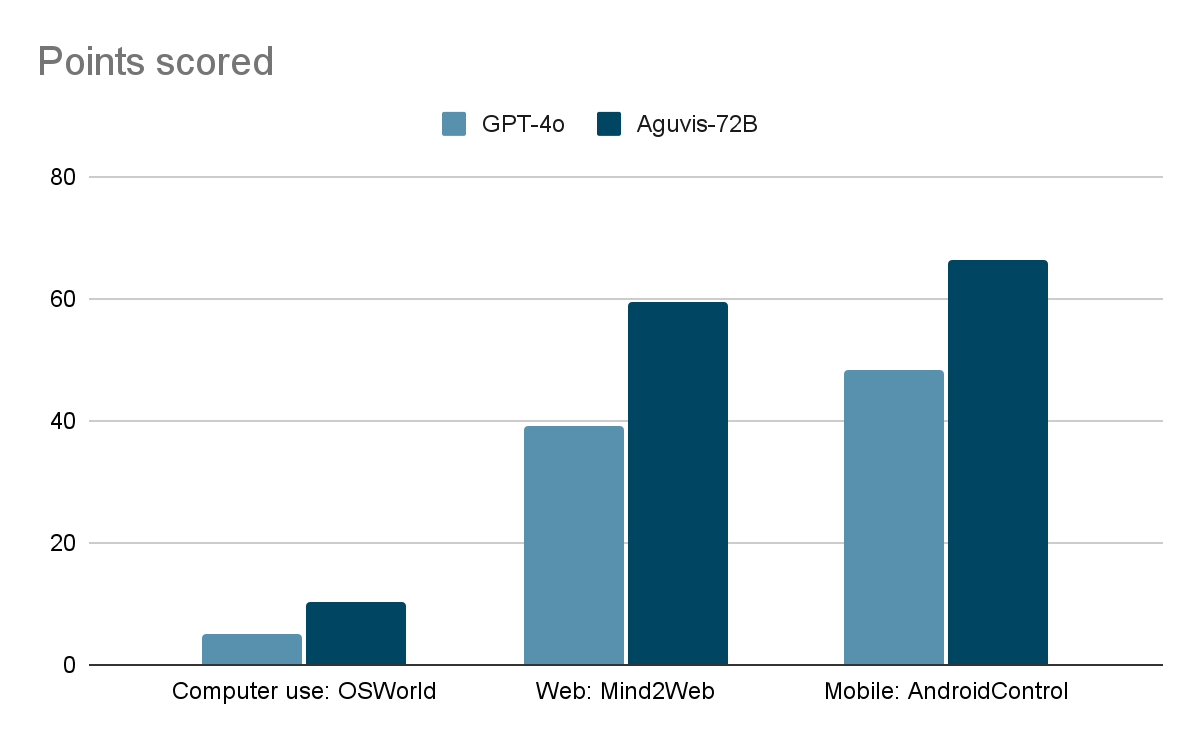 Points scored
GPT-4o Aguvis-72B
80
60
40
20
0
Computer use: OSWorld Web: Mind2Web Mobile: AndroidControl